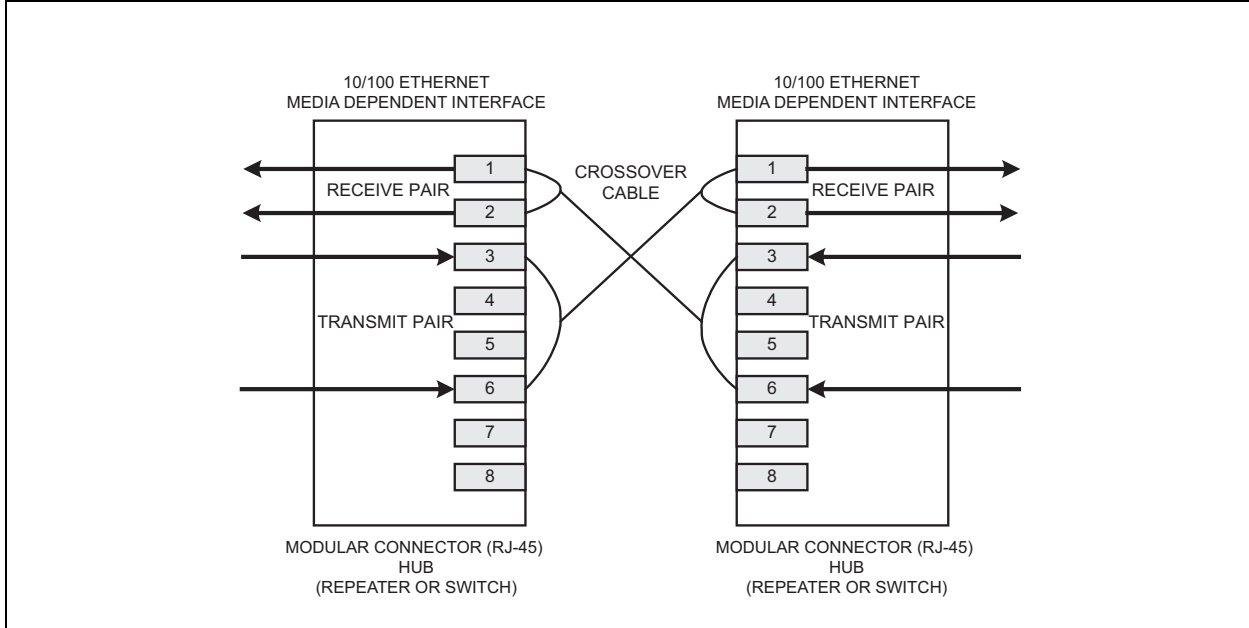 10/100 ETHERNET
MEDIA DEPENDENT INTERFACE
1
2
3
4
5
6
7
8
RECEIVE PAIR
TRANSMIT PAIR
MODULAR CONNECTOR (RJ-45)
HUB
(REPEATER OR SWITCH)
CROSSOVER
CABLE
10/100 ETHERNET
MEDIA DEPENDENT INTERFACE
1
2
3
4
5
6
7
8
RECEIVE PAIR
TRANSMIT PAIR
MODULAR CONNECTOR (RJ-45)
HUB
(REPEATER OR SWITCH)